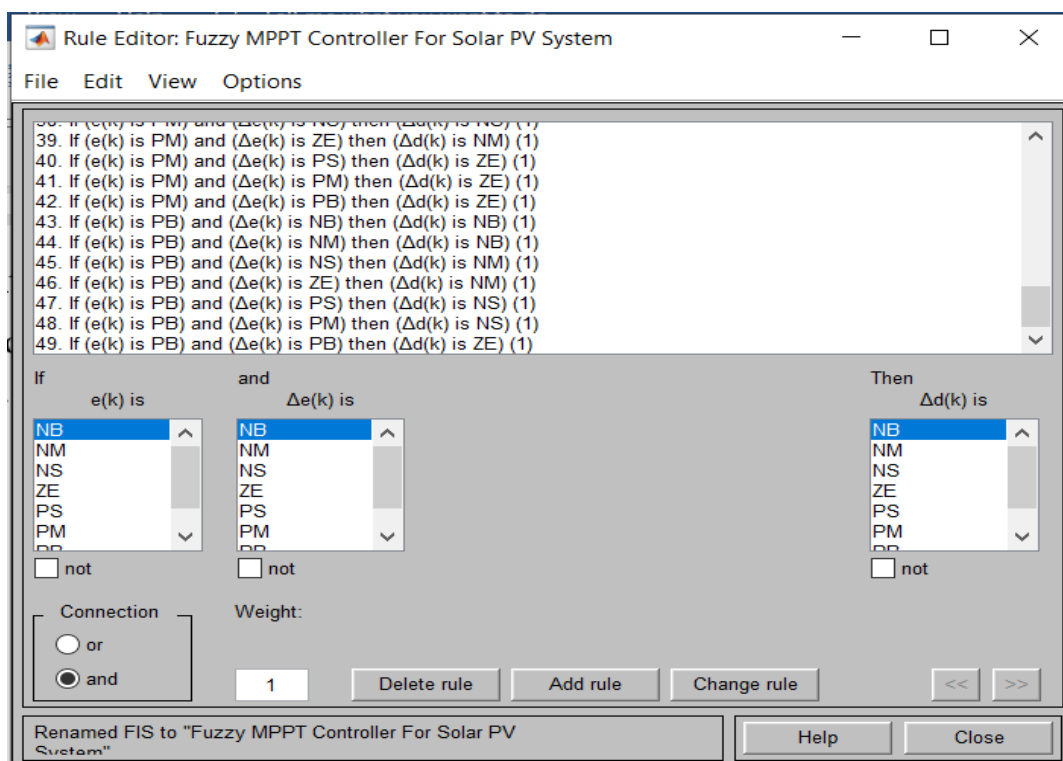 Rule Editor: Fuzzy MPPT Controller For Solar PV System
File Edit View Options
39. If (e(k) is PM) and (Δe(k) is ZE) then (Δd(k) is NM) (1)
40. If (e(k) is PM) and (Δe(k) is PS) then (Δd(k) is ZE) (1)
41. If (e(k) is PM) and (Δe(k) is PM) then (Δd(k) is ZE) (1)
42. If (e(k) is PM) and (Δe(k) is PB) then (Δd(k) is ZE) (1)
43. If (e(k) is PB) and (Δe(k) is NB) then (Δd(k) is NB) (1)
44. If (e(k) is PB) and (Δe(k) is NM) then (Δd(k) is NB) (1)
45. If (e(k) is PB) and (Δe(k) is NS) then (Δd(k) is NM) (1)
46. If (e(k) is PB) and (Δe(k) is ZE) then (Δd(k) is NM) (1)
47. If (e(k) is PB) and (Δe(k) is PS) then (Δd(k) is NS) (1)
48. If (e(k) is PB) and (Δe(k) is PM) then (Δd(k) is NS) (1)
49. If (e(k) is PB) and (Δe(k) is PB) then (Δd(k) is ZE) (1)
If and Then
e(k) is Δe(k) is Δd(k) is
NB NB NB
NM NM NM
NS NS NS
ZE ZE ZE
PS PS PS
PM PM PM
PB PB PB
not not not
Connection Weight:
or
and 1 Delete rule Add rule Change rule << >>
Renamed FIS to "Fuzzy MPPT Controller For Solar PV
System"
Help Close